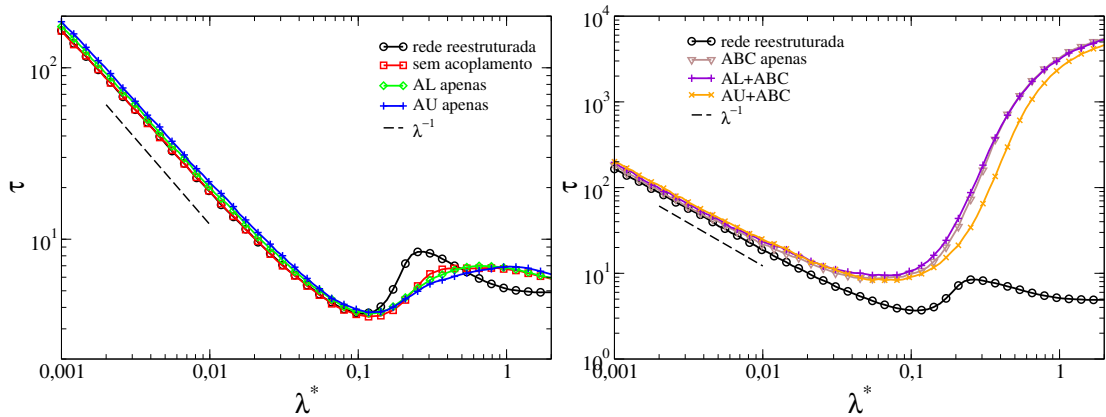 10²
10¹
τ
0,001
0,01
0,1
1
λ*
rede reestruturada
sem acoplamento
AL apenas
AU apenas
λ⁻¹
10⁴
10³
10²
10¹
10⁰
τ
0,001
0,01
0,1
1
λ*
rede reestruturada
ABC apenas
AL+ABC
AU+ABC
λ⁻¹